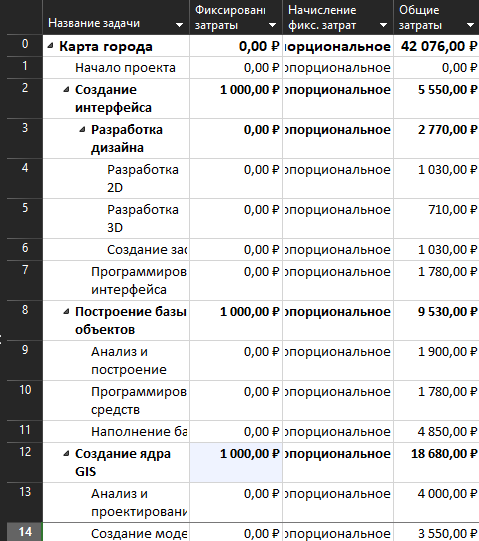 Название задачи Фиксирован затраты Начисление фикс. затрат Общие затраты
0 Карта города 0,00 ₽ порциональное 42 076,00 ₽
1 Начало проекта 0,00 ₽ опорциональное 0,00 ₽
2 Создание интерфейса 1 000,00 ₽ опорциональное 5 550,00 ₽
3 Разработка дизайна 0,00 ₽ опорциональное 2 770,00 ₽
4 Разработка 2D 0,00 ₽ опорциональное 1 030,00 ₽
5 Разработка 3D 0,00 ₽ опорциональное 710,00 ₽
6 Создание зас 0,00 ₽ опорциональное 1 030,00 ₽
7 Программиров интерфейса 0,00 ₽ опорциональное 1 780,00 ₽
8 Построение базы объектов 1 000,00 ₽ опорциональное 9 530,00 ₽
9 Анализ и построение 0,00 ₽ опорциональное 1 900,00 ₽
10 Программиров средств 0,00 ₽ опорциональное 1 780,00 ₽
11 Наполнение ба 0,00 ₽ опорциональное 4 850,00 ₽
12 Создание ядра GIS 1 000,00 ₽ опорциональное 18 680,00 ₽
13 Анализ и проектировани 0,00 ₽ опорциональное 4 000,00 ₽
14 Создание моде 0,00 ₽ опорциональное 3 550,00 ₽